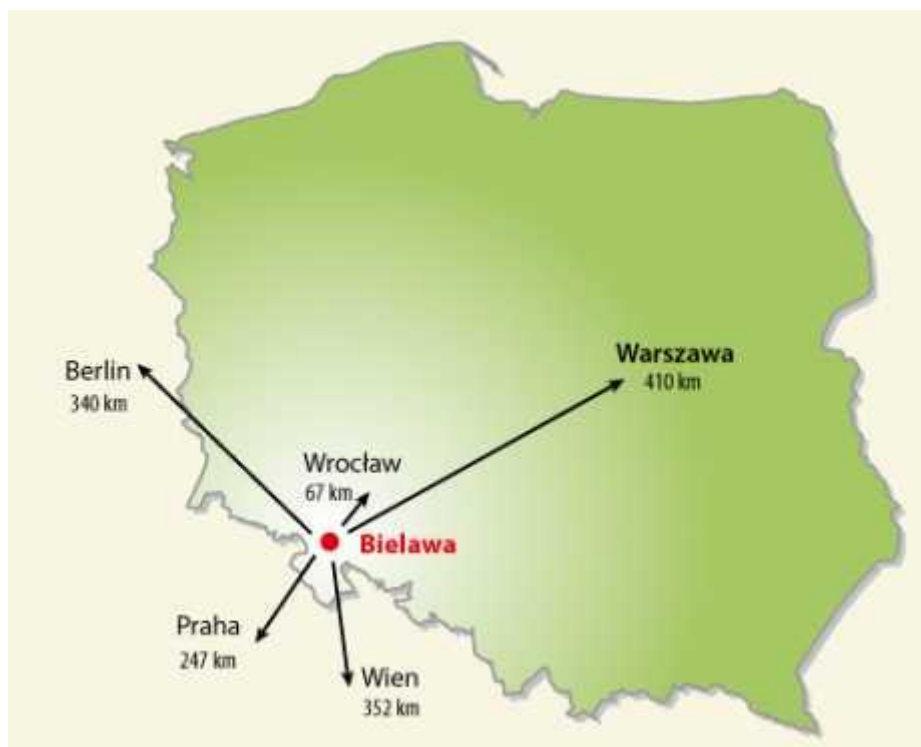 Warszawa
410 km
Berlin
340 km
Wrocław
67 km
Bielawa
Praha
247 km
Wien
352 km